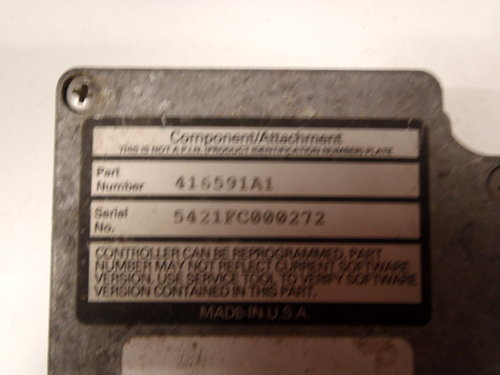 Component/Attachment
THIS IS NOT A P.I.N. (PRODUCT IDENTIFICATION NUMBER) PLATE
Part
Number 416591A1
Serial
No. 5421FC000272
CONTROLLER CAN BE REPROGRAMMED. PART
NUMBER MAY NOT REFLECT CURRENT SOFTWARE
VERSION. USE SERVICE TOOL TO VERIFY SOFTWARE
VERSION CONTAINED IN THIS PART.
MADE IN U.S.A